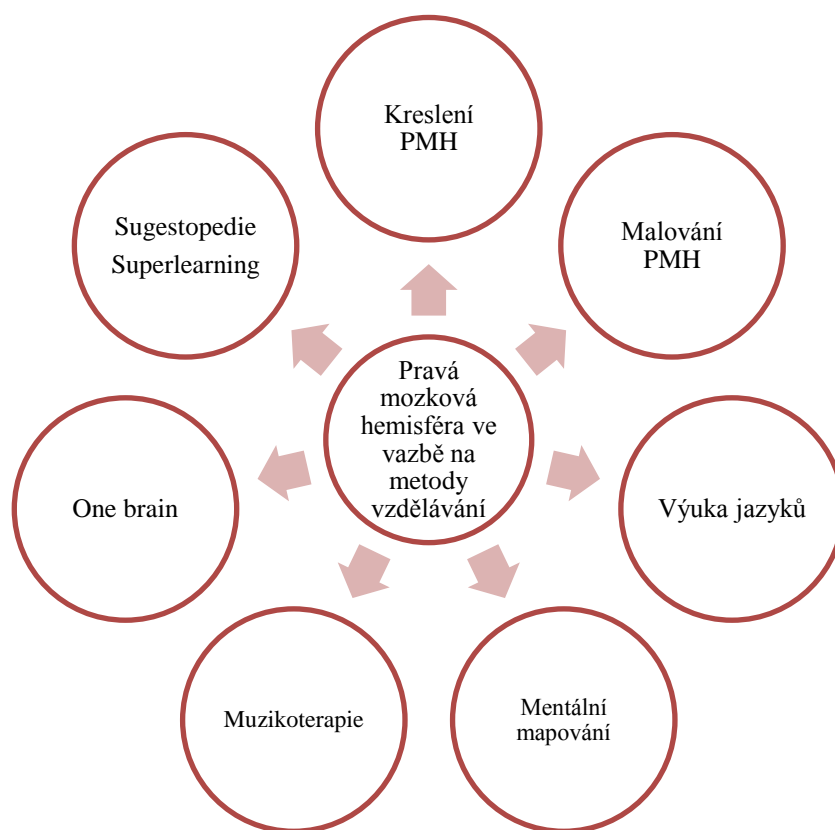 Kreslení
PMH
Sugestopedie
Superlearning
Malování
PMH
Pravá
mozková
hemisféra ve
vazbě na
metody
vzdělávání
One brain
Výuka jazyků
Muzikoterapie
Mentální
mapování